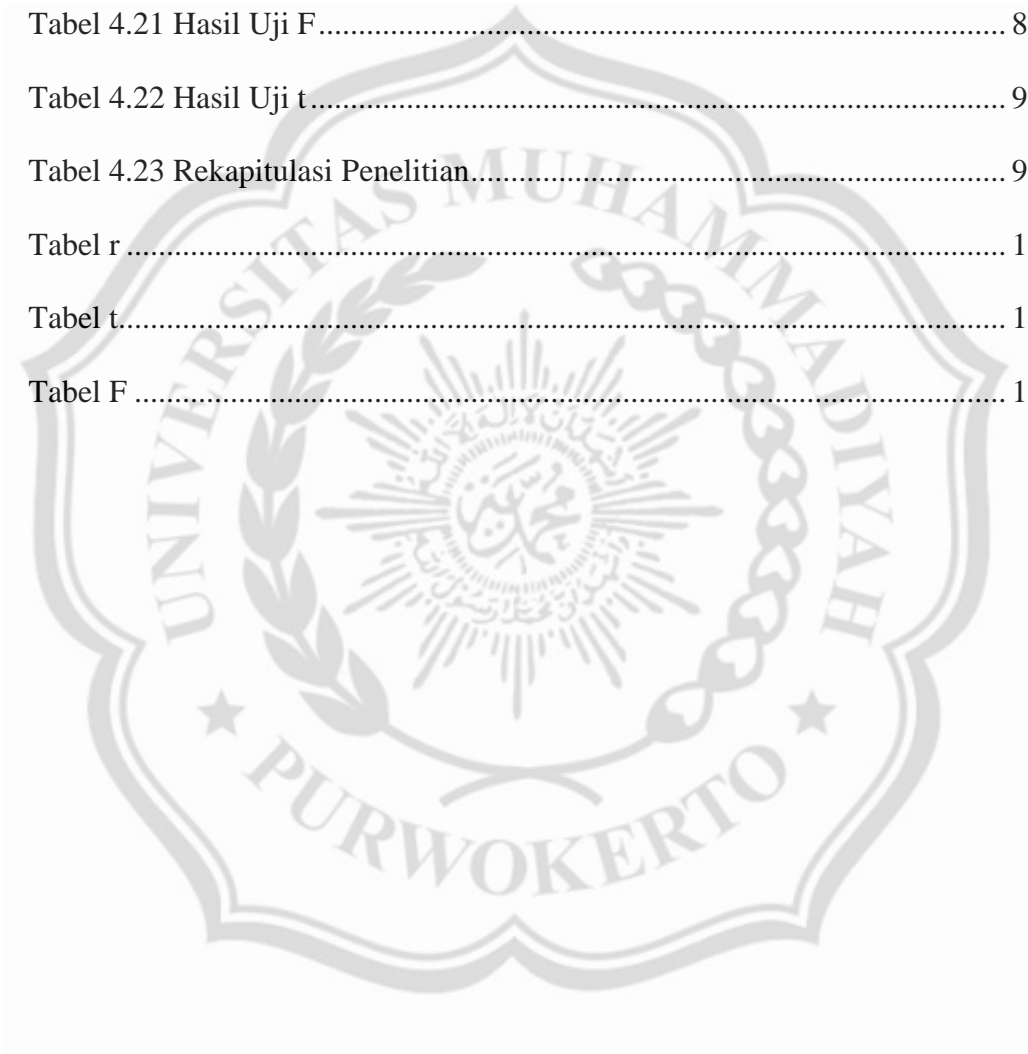 Tabel 4.21 Hasil Uji F........................................................................................ 8
Tabel 4.22 Hasil Uji t......................................................................................... 9
Tabel 4.23 Rekapitulasi Penelitian.................................................................... 9
Tabel r ................................................................................................................ 1
Tabel t................................................................................................................. 1
Tabel F ............................................................................................................... 1
UNIVERSITAS MUHAMMADIYAH
PURWOKERTO